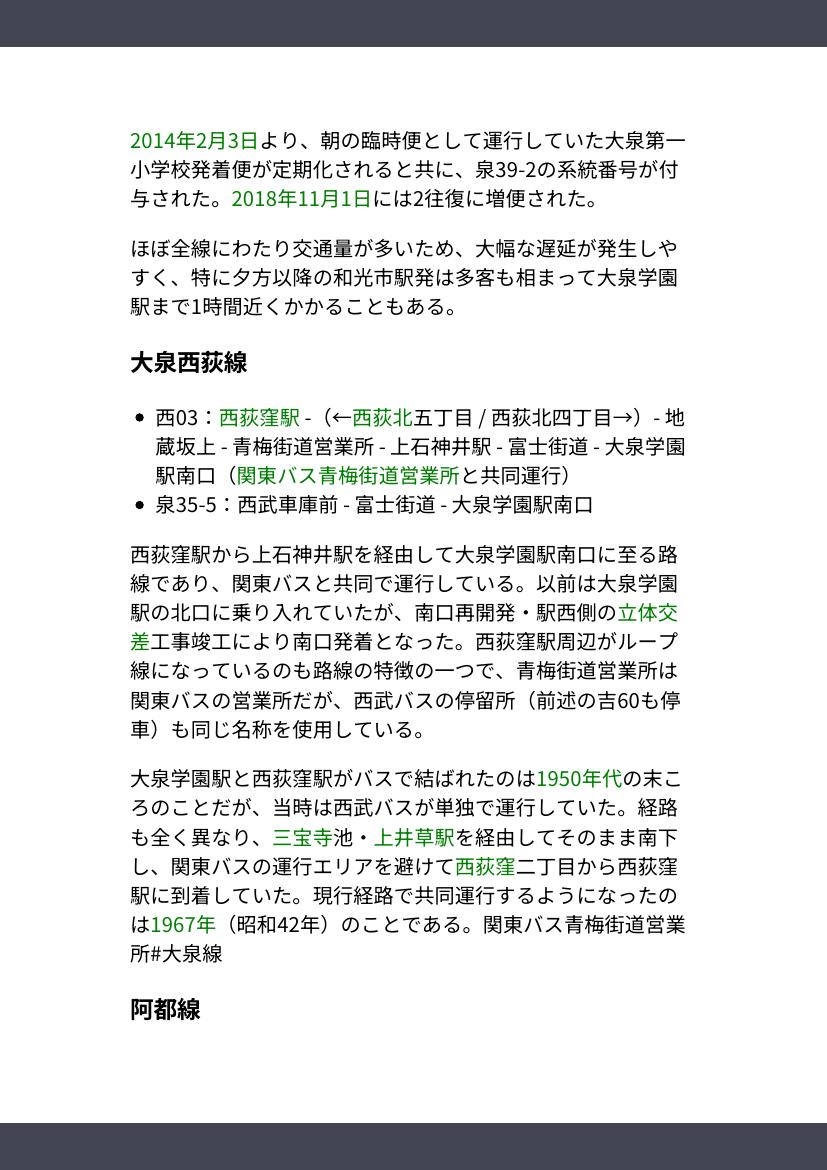 2014年2月3日より、朝の臨時便として運行していた大泉第一
小学校発着便が定期化されると共に、泉39-2の系統番号が付
与された。2018年11月1日には2往復に増便された。
ほぼ全線にわたり交通量が多いため、大幅な遅延が発生しや
すく、特に夕方以降の和光市駅発は多客も相まって大泉学園
駅まで1時間近くかかることもある。
大泉西荻線
• 西03：西荻窪駅 -（←西荻北五丁目 / 西荻北四丁目→）- 地
蔵坂上 - 青梅街道営業所 - 上石神井駅 - 富士街道 - 大泉学園
駅南口（関東バス青梅街道営業所と共同運行）
• 泉35-5：西武車庫前 - 富士街道 - 大泉学園駅南口
西荻窪駅から上石神井駅を経由して大泉学園駅南口に至る路
線であり、関東バスと共同で運行している。以前は大泉学園
駅の北口に乗り入れていたが、南口再開発・駅西側の立体交
差工事竣工により南口発着となった。西荻窪駅周辺がループ
線になっているのも路線の特徴の一つで、青梅街道営業所は
関東バスの営業所だが、西武バスの停留所（前述の吉60も停
車）も同じ名称を使用している。
大泉学園駅と西荻窪駅がバスで結ばれたのは1950年代の末こ
ろのことだが、当時は西武バスが単独で運行していた。経路
も全く異なり、三宝寺池・上井草駅を経由してそのまま南下
し、関東バスの運行エリアを避けて西荻窪二丁目から西荻窪
駅に到着していた。現行経路で共同運行するようになったの
は1967年（昭和42年）のことである。関東バス青梅街道営業
所#大泉線
阿都線